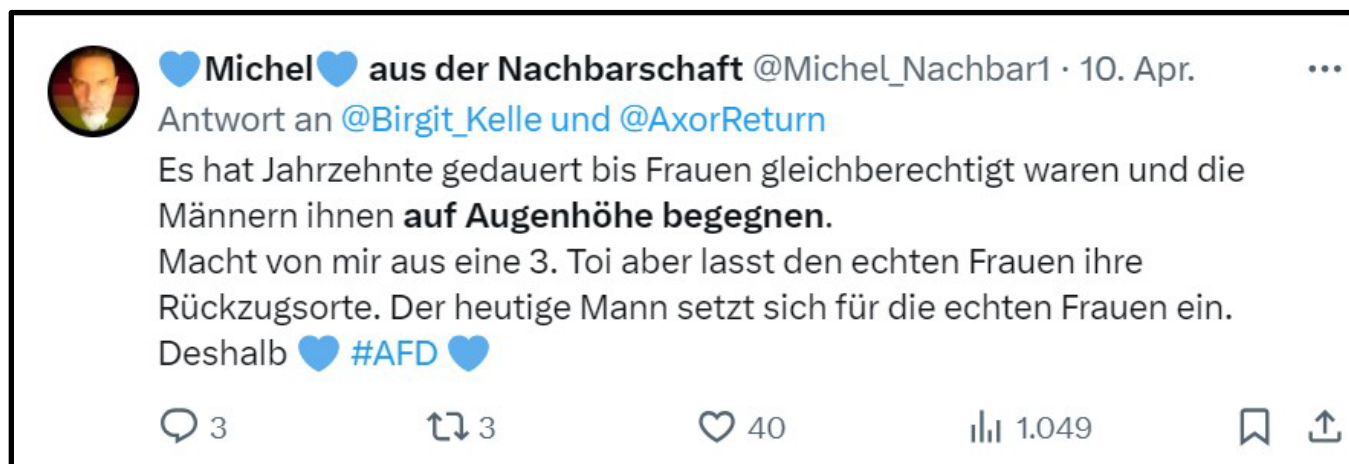 💙Michel💙 aus der Nachbarschaft @Michel_Nachbar1 · 10. Apr.
Antwort an @Birgit_Kelle und @AxorReturn
Es hat Jahrzehnte gedauert bis Frauen gleichberechtigt waren und die
Männern ihnen auf Augenhöhe begegnen.
Macht von mir aus eine 3. Toi aber lasst den echten Frauen ihre
Rückzugsorte. Der heutige Mann setzt sich für die echten Frauen ein.
Deshalb 💙 #AFD 💙
3 3 40 1.049